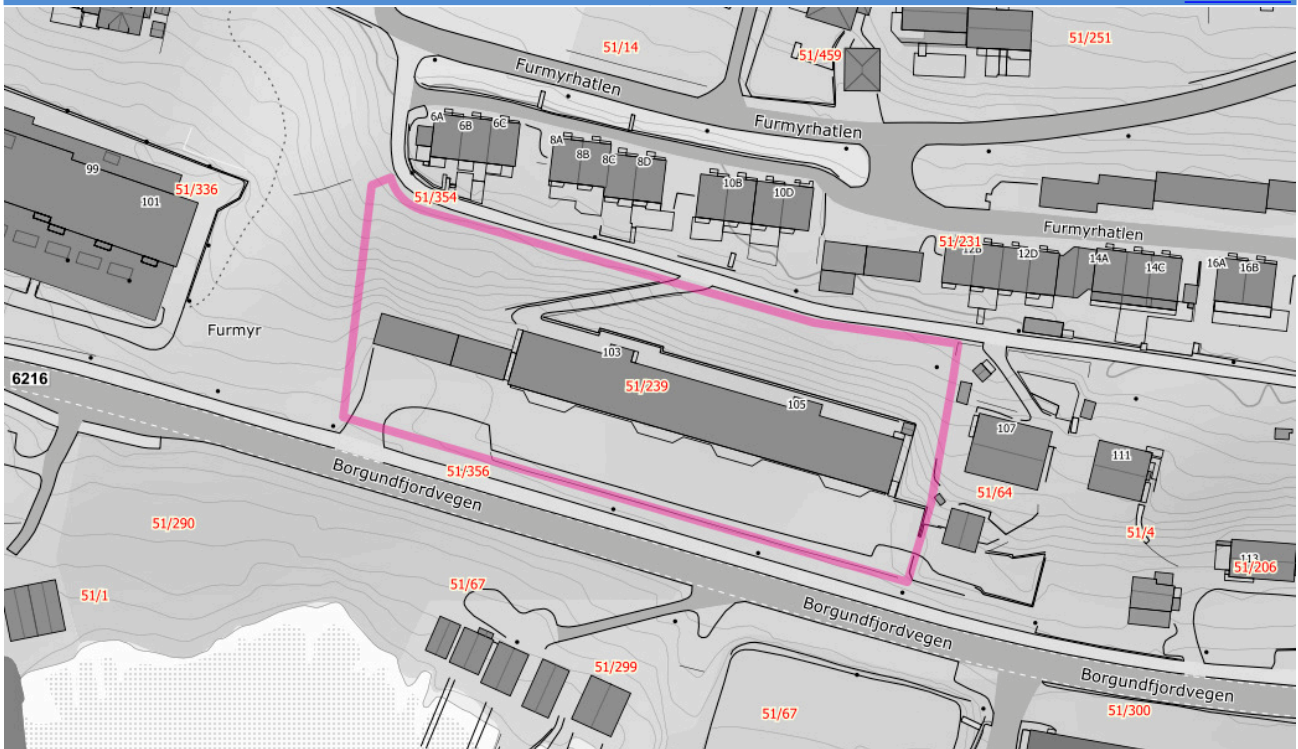 51/14
51/251
51/459
Furmyrhatlen
Furmyrhatlen
6A
6B
6C
8A
8B
8C
8D
99
101
51/336
51/354
10B
10D
Furmyrhatlen
51/231
12B
12D
14A
14C
16A
16B
Furmyr
103
51/239
105
6216
107
111
51/356
Borgundfjordvegen
51/64
51/290
51/4
113
51/206
51/1
51/67
Borgundfjordvegen
51/299
Borgundfjordvegen
51/67
51/300